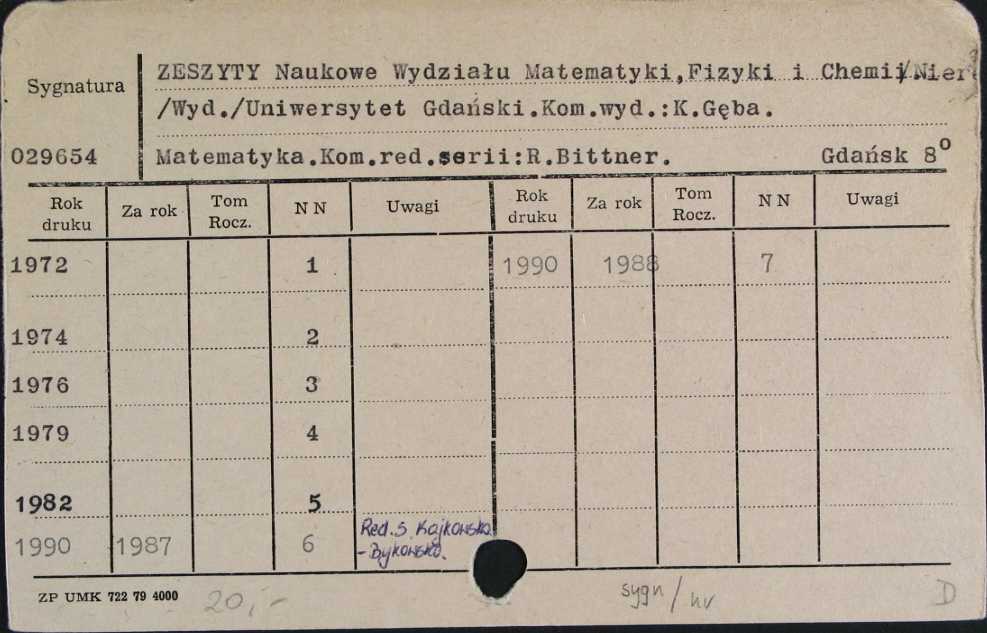 ZESZYTY Naukowe Wydziału Matematyki,Fizyki i Chemii/
Sygnatura
/Wyd./Uniwersytet Gdański.Kom.wyd.:K.Gęba.
029654 Matematyka.Kom.red.serii:R.Bittner. Gdańsk 8°
Rok druku Za rok Tom Rocz. N N Uwagi Rok druku Za rok Tom Rocz. N N Uwagi
1972 1 1990 1988 7
1974 2
1976 3
1979 4
1982 5
1990 1987 6 Red. S. Kajkowska
-Bykowska.
ZP UMK 722 79 4000 20,- sygn/nv D